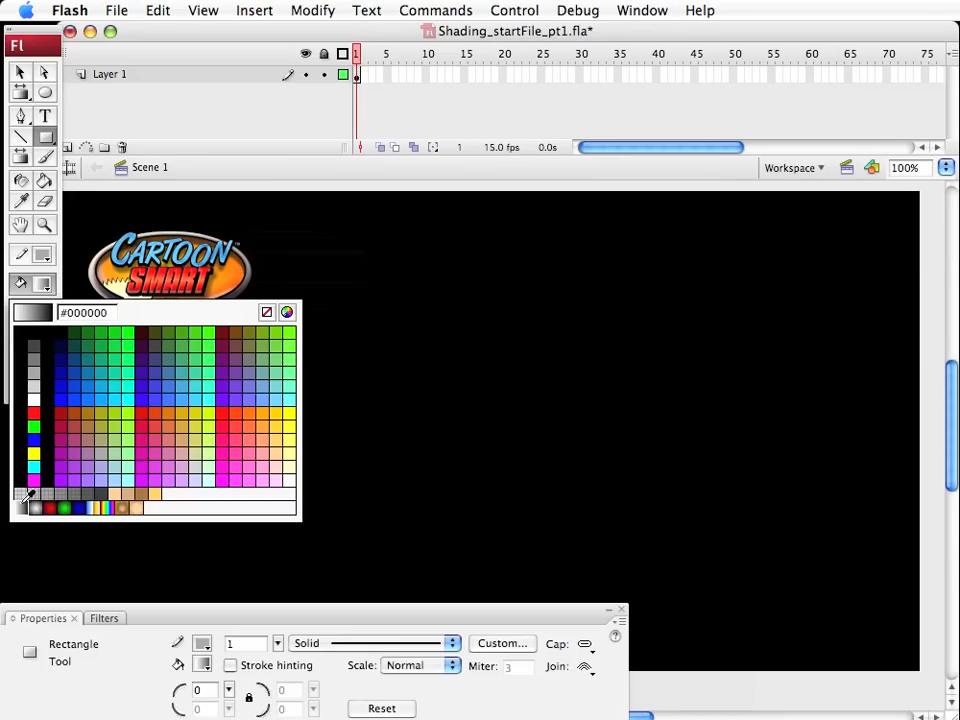 Flash File Edit View Insert Modify Text Commands Control Debug Window Help
Shading_startFile_pt1.fla*
Fl
1 5 10 15 20 25 30 35 40 45 50 55 60 65 70 75
Layer 1
T
1 15.0 fps 0.0s
Scene 1
Workspace
100%
CARTOON
SMART
#000000
Properties Filters
Rectangle
Tool
1
Solid
Custom...
Cap:
Stroke hinting
Scale:
Normal
Miter: 3
Join:
0 0
0 0
Reset